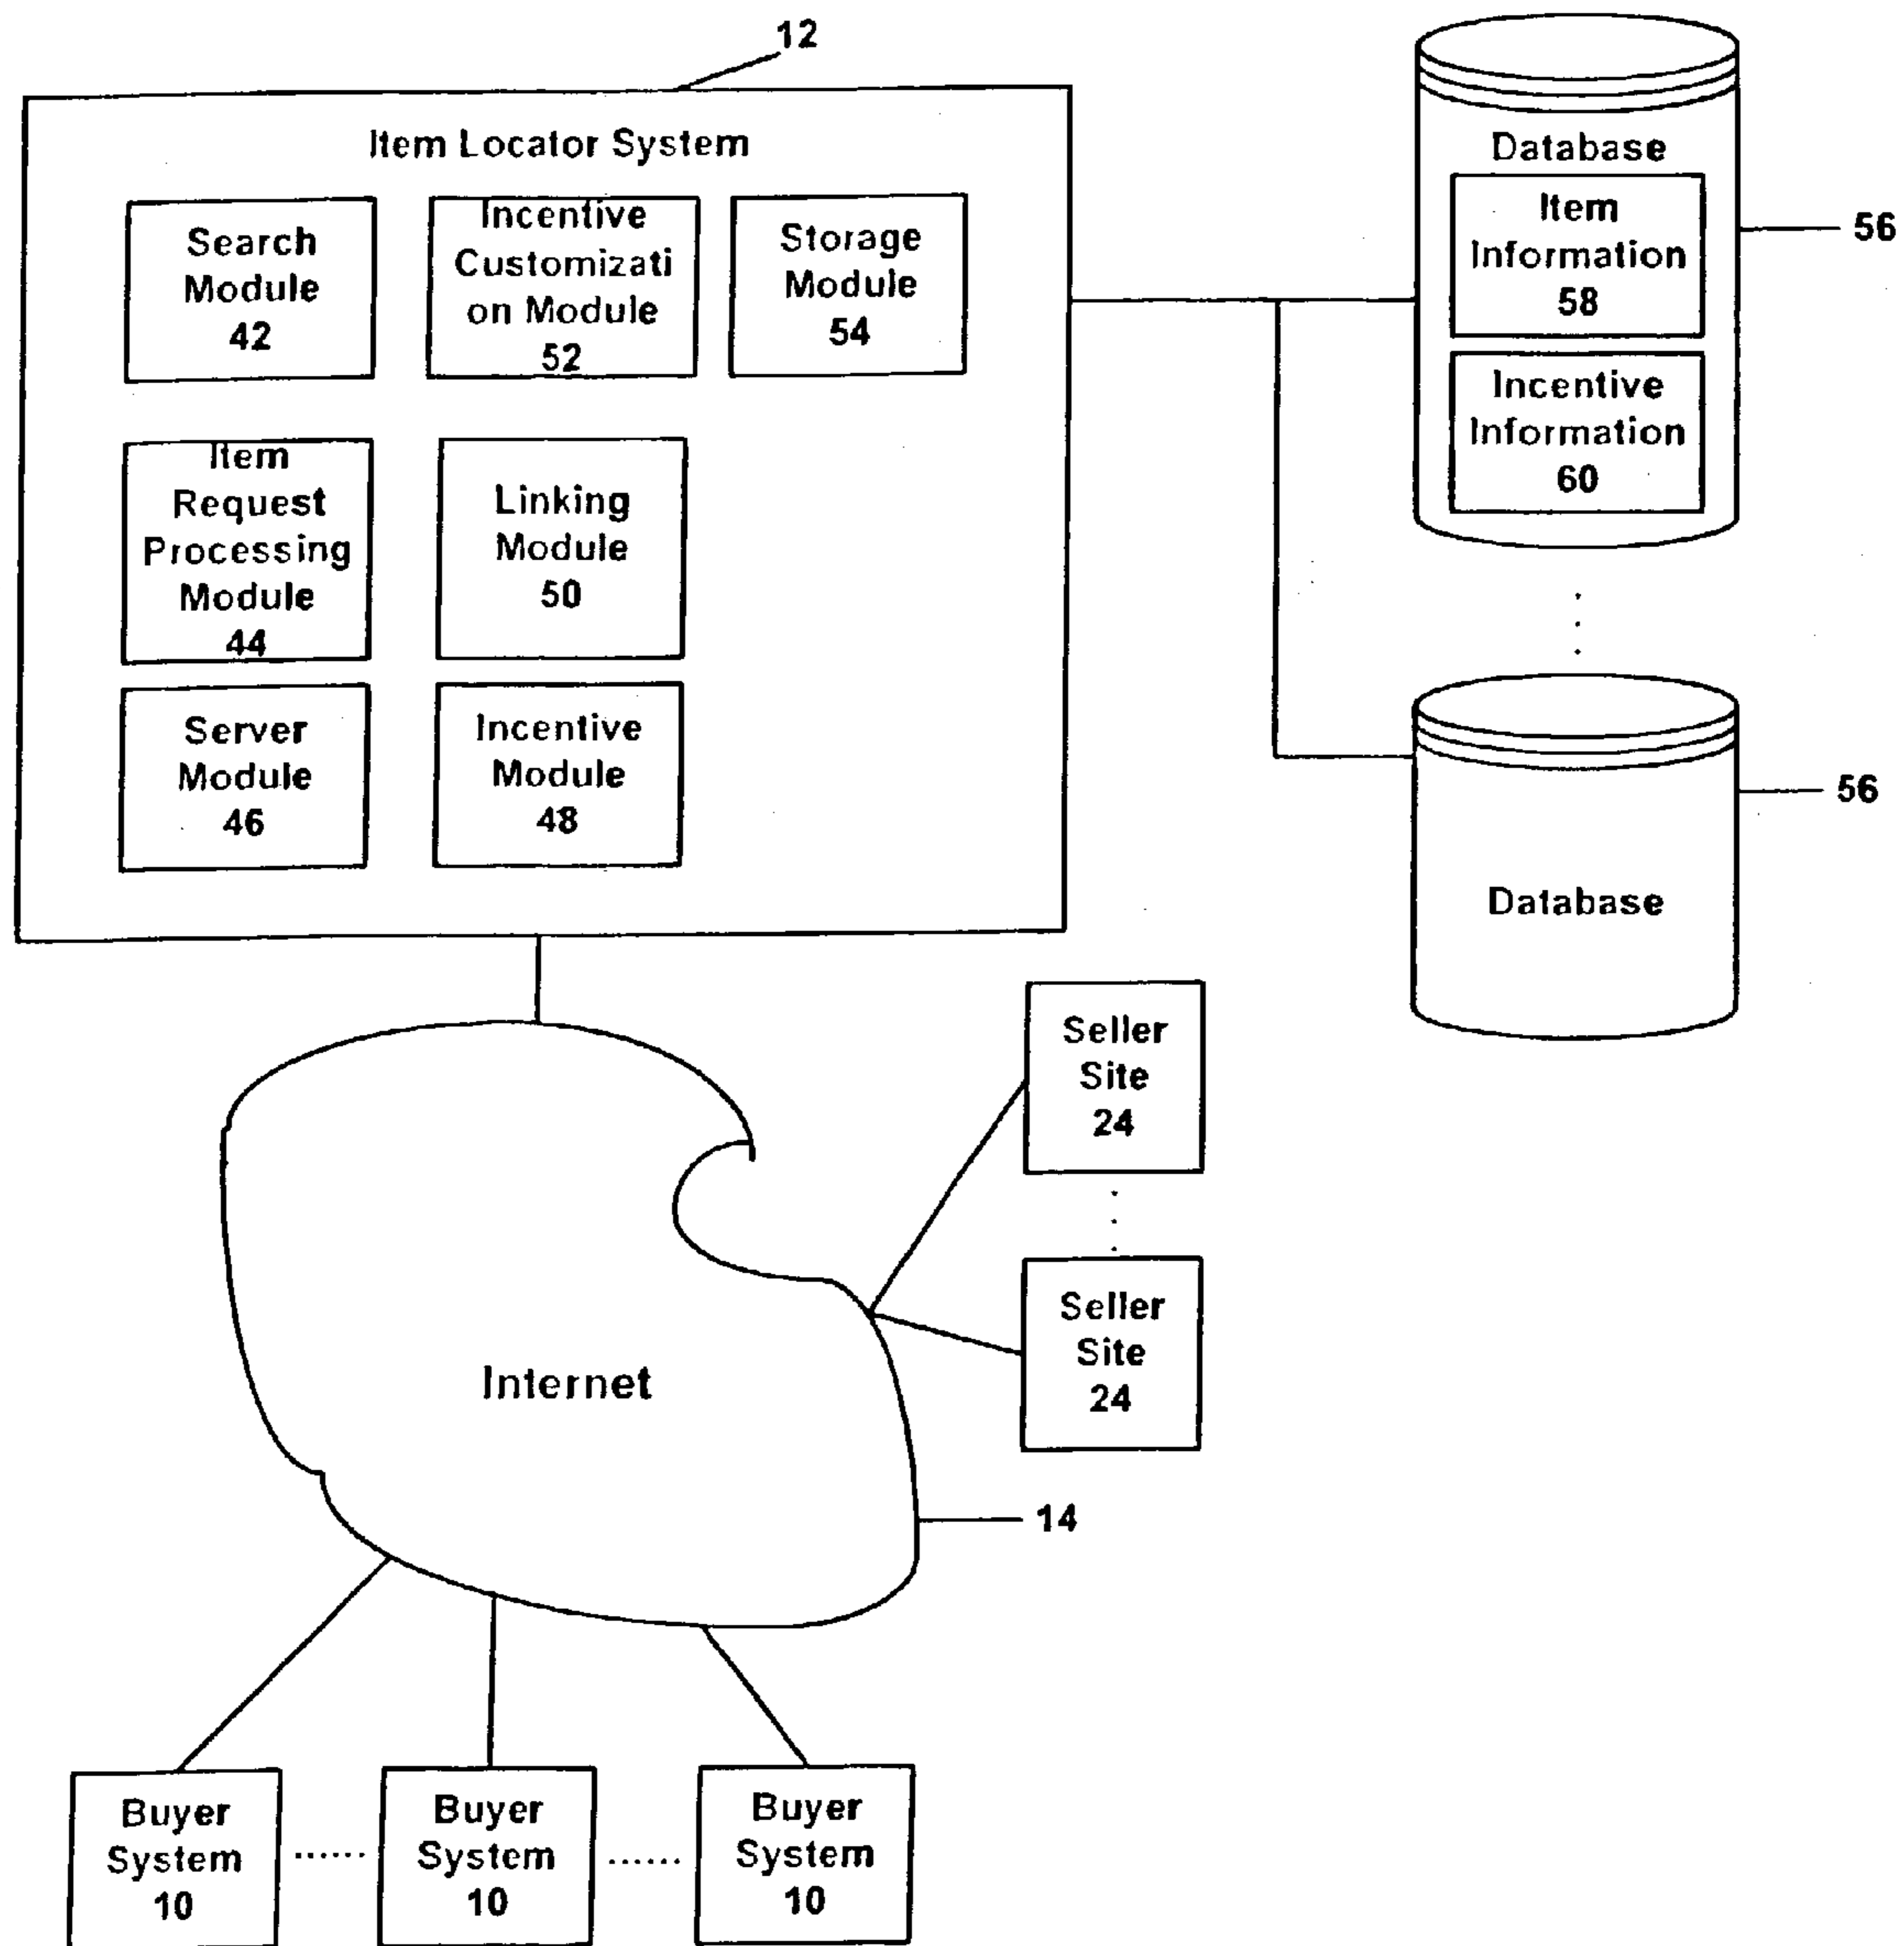 12
Item Locator System
Search
Module
42
Incentive
Customizati
on Module
52
Storage
Module
54
Item
Request
Processing
Module
44
Linking
Module
50
Server
Module
46
Incentive
Module
48
Database
Item
Information
58
Incentive
Information
60
56
Database
56
Seller
Site
24
Seller
Site
24
Internet
14
Buyer
System
10
Buyer
System
10
Buyer
System
10